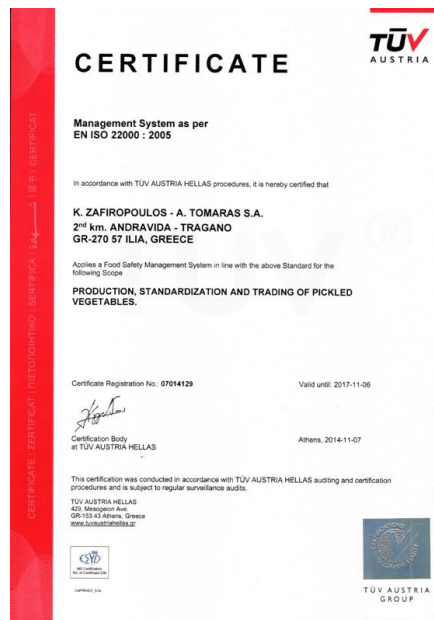 TÜV
AUSTRIA
CERTIFICATE
Management System as per
EN ISO 22000 : 2005
In accordance with TÜV AUSTRIA HELLAS procedures, it is hereby certified that
K. ZAFIROPOULOS - A. TOMARAS S.A.
2nd km. ANDRAVIDA - TRAGANO
GR-270 57 ILIA, GREECE
Applies a Food Safety Management System in line with the above Standard for the
following Scope
PRODUCTION, STANDARDIZATION AND TRADING OF PICKLED
VEGETABLES.
Certificate Registration No.: 07014129
Valid until: 2017-11-06
Certification Body
at TÜV AUSTRIA HELLAS
Athens, 2014-11-07
This certification was conducted in accordance with TÜV AUSTRIA HELLAS auditing and certification
procedures and is subject to regular surveillance audits.
TÜV AUSTRIA HELLAS
429, Mesogeion Ave.
GR-153 43 Athens, Greece
www.tuvaustriahellas.gr
TÜV AUSTRIA
GROUP
CERTIFICATE | ZERTIFICAT | ΠΙΣΤΟΠΟΙΗΤΙΚΟ | SERTIFICA | شهادة | 证书 | CERTIFICAT